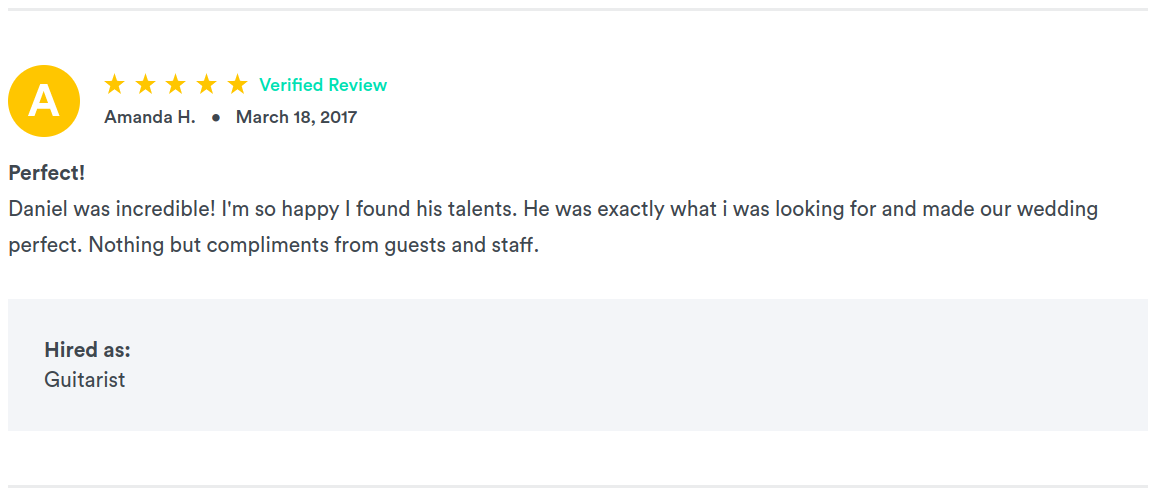 A
Verified Review
Amanda H. ● March 18, 2017
Perfect!
Daniel was incredible! I'm so happy I found his talents. He was exactly what i was looking for and made our wedding
perfect. Nothing but compliments from guests and staff.
Hired as:
Guitarist